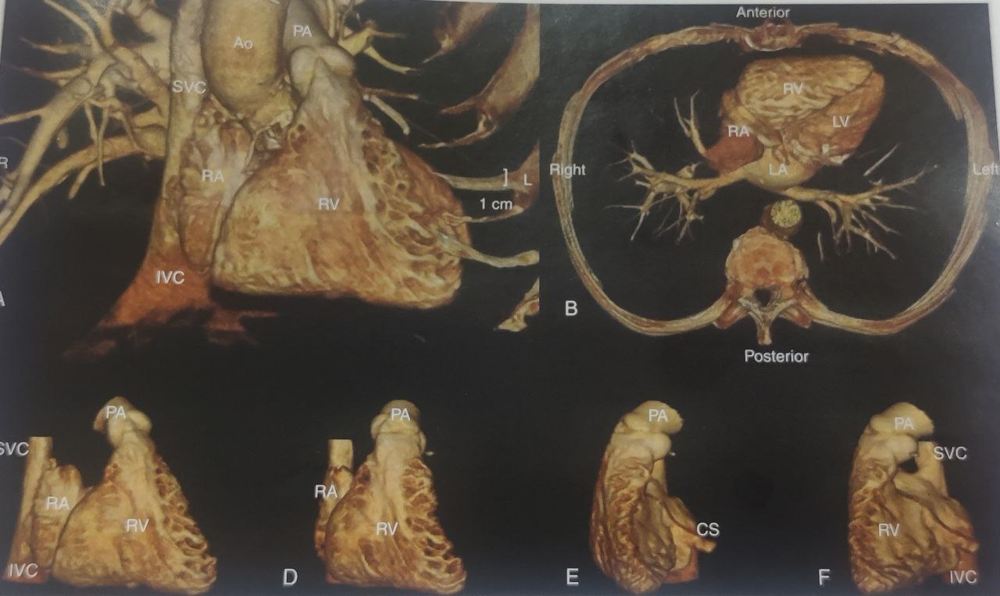 Ao
PA
SVC
RA
RV
IVC
R
L
1 cm
A
Anterior
RV
LV
RA
LA
Right
Left
B
Posterior
PA
SVC
RA
RV
IVC
PA
RA
RV
D
PA
CS
E
PA
SVC
RV
IVC
F